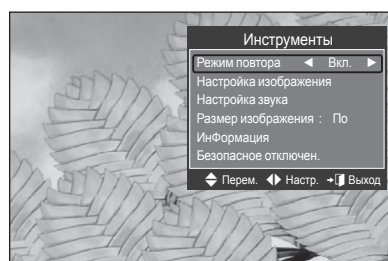 Инструменты
Режим повтора ◄ Вкл. ►
Настройка изображения
Настройка звука
Размер изображения : По
ИнФормация
Безопасное отключен.
Перем. Настр. Выход